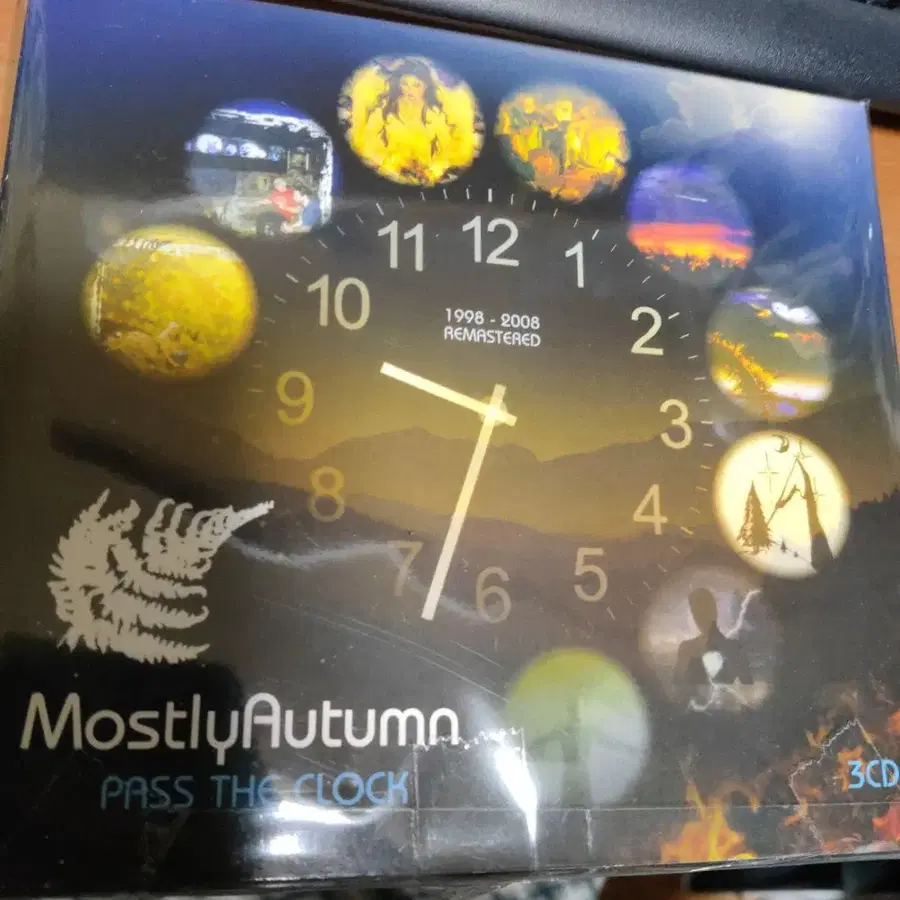 11 12 1
10 2
1998 - 2008
REMASTERED
9 3
8 4
7 6 5
MostlyAutumn
PASS THE CLOCK
3CD